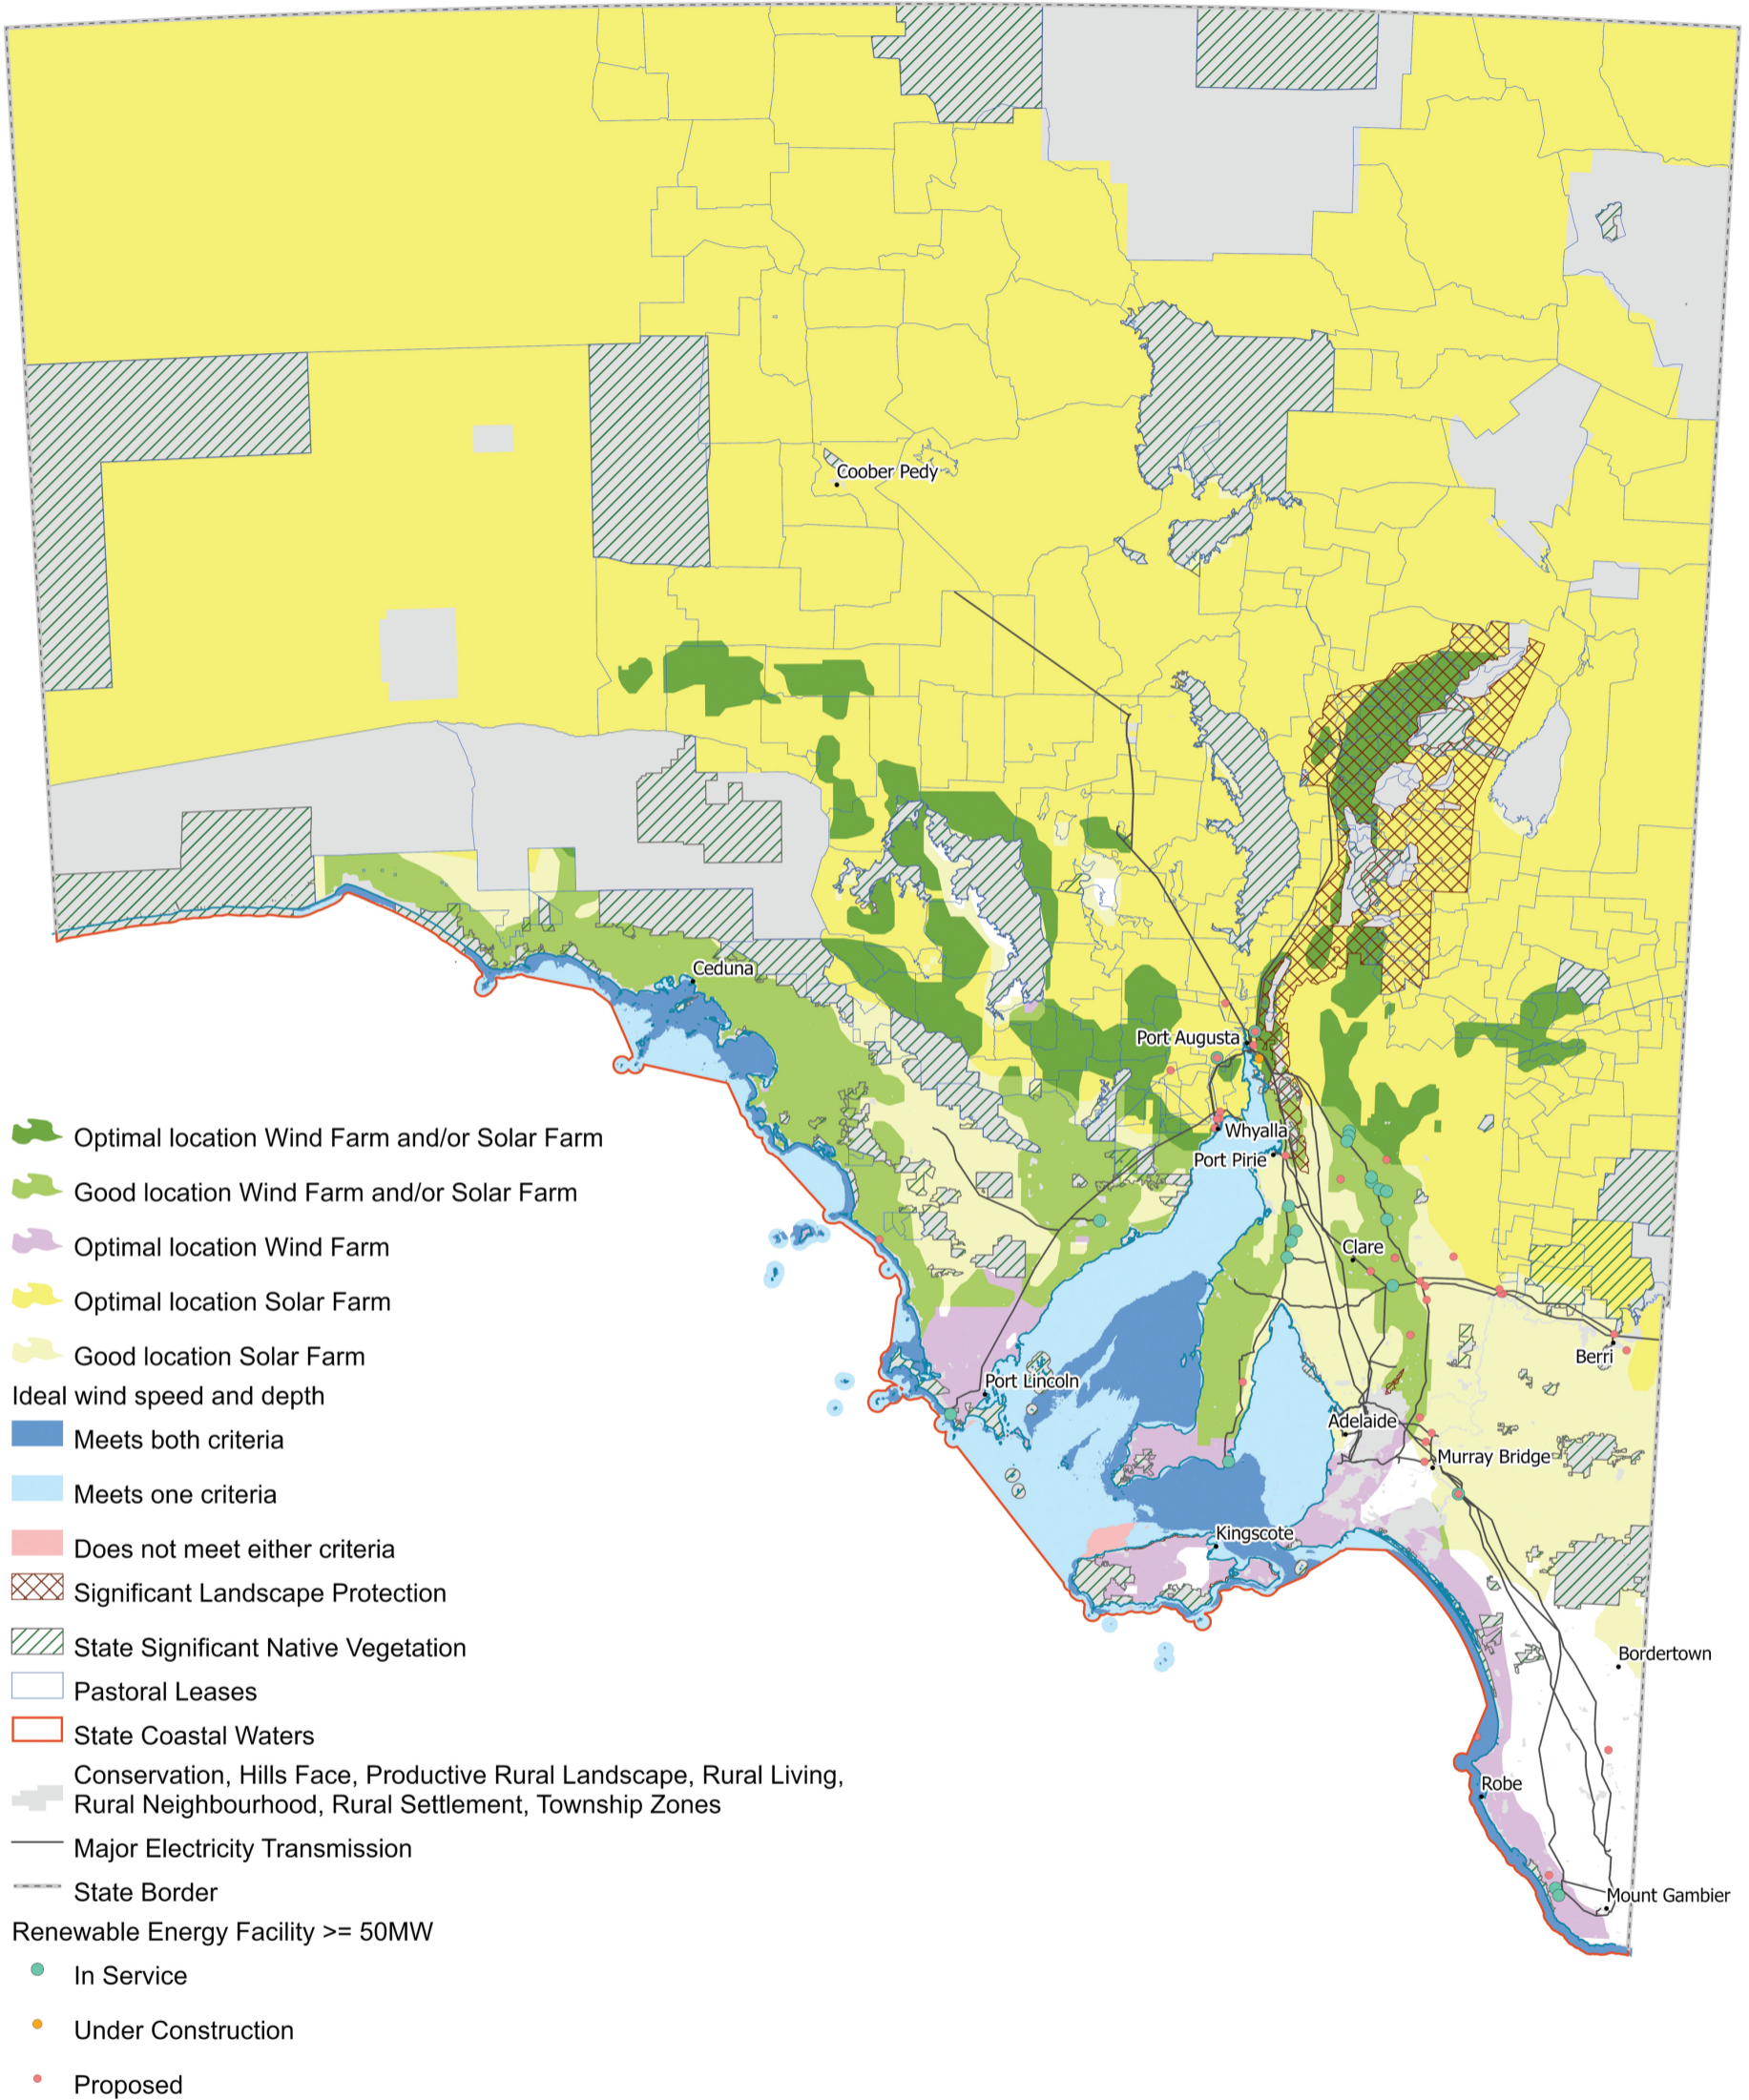 Coober Pedy
Ceduna
Port Augusta
Whyalla
Port Pirie
Clare
Berri
Port Lincoln
Adelaide
Murray Bridge
Kingscote
Bordertown
Robe
Mount Gambier
Optimal location Wind Farm and/or Solar Farm
Good location Wind Farm and/or Solar Farm
Optimal location Wind Farm
Optimal location Solar Farm
Good location Solar Farm
Ideal wind speed and depth
Meets both criteria
Meets one criteria
Does not meet either criteria
Significant Landscape Protection
State Significant Native Vegetation
Pastoral Leases
State Coastal Waters
Conservation, Hills Face, Productive Rural Landscape, Rural Living,
Rural Neighbourhood, Rural Settlement, Township Zones
Major Electricity Transmission
State Border
Renewable Energy Facility >= 50MW
In Service
Under Construction
Proposed